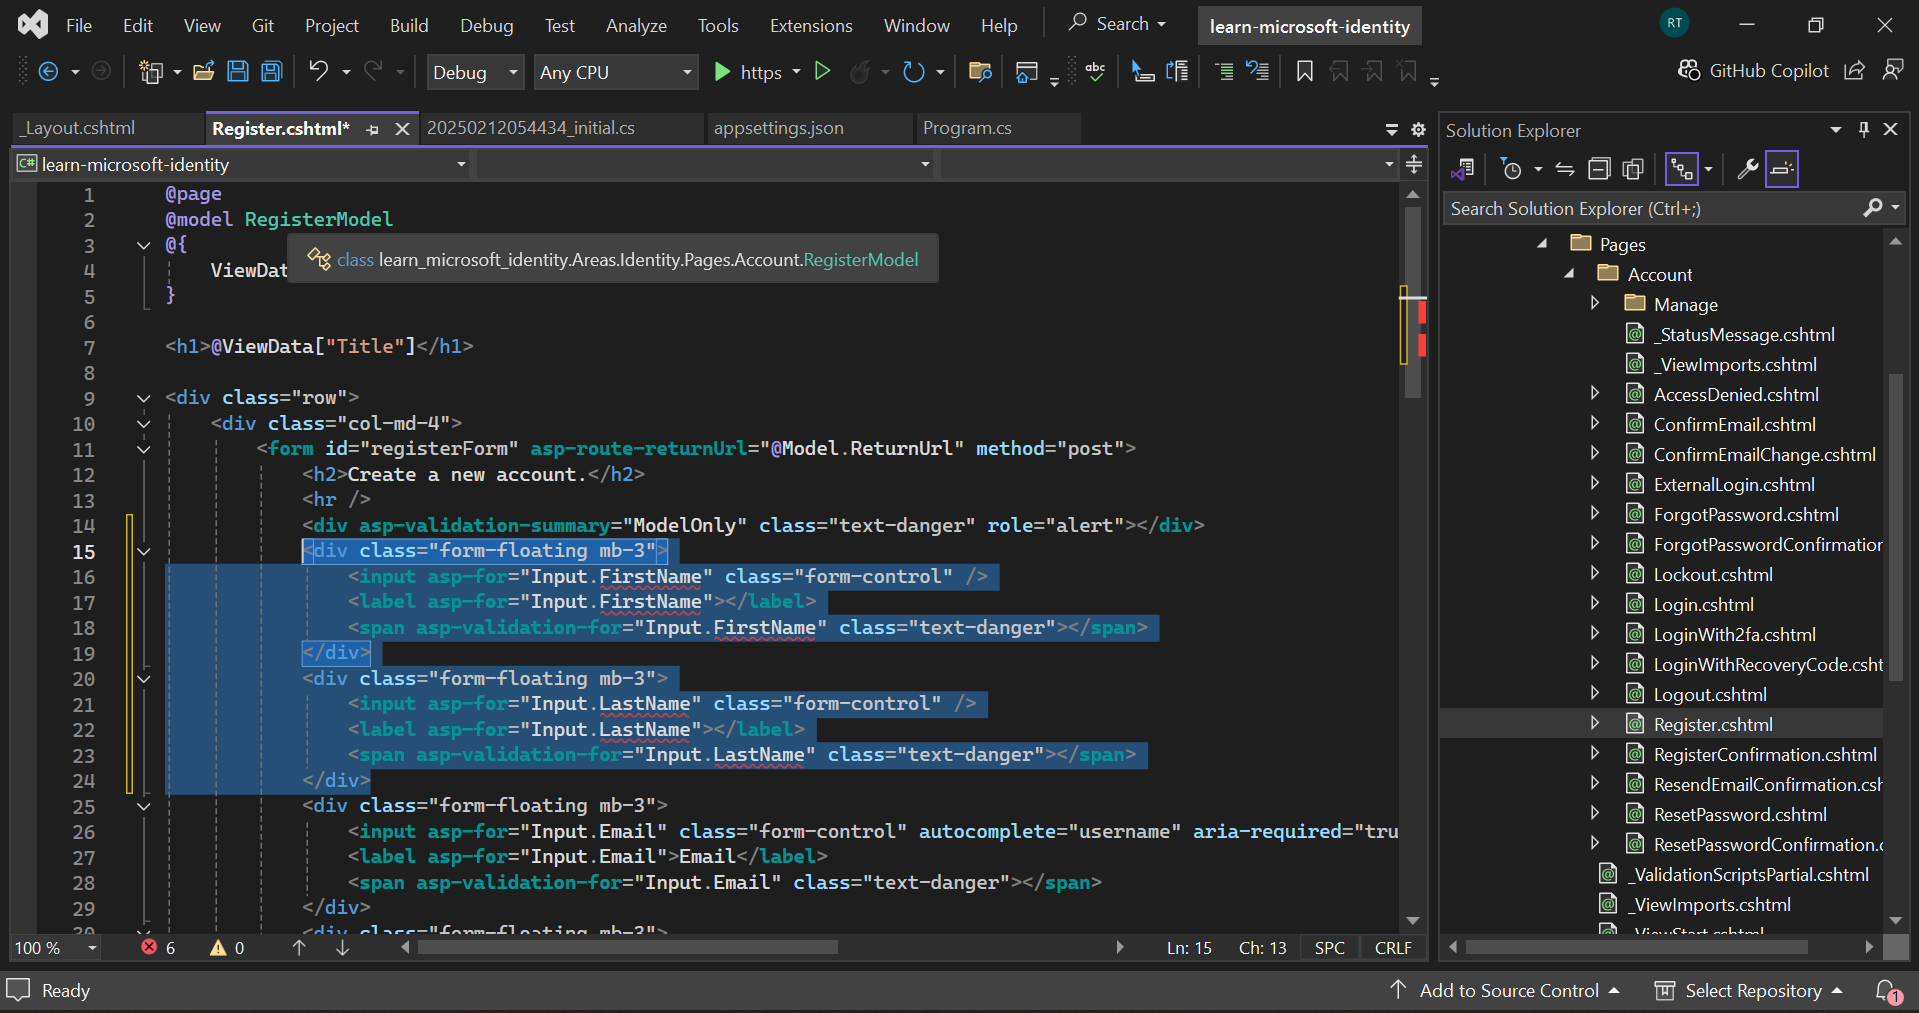 File Edit View Git Project Build Debug Test Analyze Tools Extensions Window Help Search learn-microsoft-identity RT
Debug Any CPU https abc GitHub Copilot
_Layout.cshtml Register.cshtml* 20250212054434_initial.cs appsettings.json Program.cs
C# learn-microsoft-identity
1 @page
2 @model RegisterModel
3 @{
class learn_microsoft_identity.Areas.Identity.Pages.Account.RegisterModel
4 ViewDat
5 }
6
7 <h1>@ViewData["Title"]</h1>
8
9 <div class="row">
10 <div class="col-md-4">
11 <form id="registerForm" asp-route-returnUrl="@Model.ReturnUrl" method="post">
12 <h2>Create a new account.</h2>
13 <hr />
14 <div asp-validation-summary="ModelOnly" class="text-danger" role="alert"></div>
15 <div class="form-floating mb-3">
16 <input asp-for="Input.FirstName" class="form-control" />
17 <label asp-for="Input.FirstName"></label>
18 <span asp-validation-for="Input.FirstName" class="text-danger"></span>
19 </div>
20 <div class="form-floating mb-3">
21 <input asp-for="Input.LastName" class="form-control" />
22 <label asp-for="Input.LastName"></label>
23 <span asp-validation-for="Input.LastName" class="text-danger"></span>
24 </div>
25 <div class="form-floating mb-3">
26 <input asp-for="Input.Email" class="form-control" autocomplete="username" aria-required="tru
27 <label asp-for="Input.Email">Email</label>
28 <span asp-validation-for="Input.Email" class="text-danger"></span>
29 </div>
30 <div class="form-floating mb-3">
100 % 6 0 Ln: 15 Ch: 13 SPC CRLF
Solution Explorer
Search Solution Explorer (Ctrl+;)
Pages
Account
Manage
_StatusMessage.cshtml
_ViewImports.cshtml
AccessDenied.cshtml
ConfirmEmail.cshtml
ConfirmEmailChange.cshtml
ExternalLogin.cshtml
ForgotPassword.cshtml
ForgotPasswordConfirmation
Lockout.cshtml
Login.cshtml
LoginWith2fa.cshtml
LoginWithRecoveryCode.csht
Logout.cshtml
Register.cshtml
RegisterConfirmation.cshtml
ResendEmailConfirmation.csh
ResetPassword.cshtml
ResetPasswordConfirmation.c
_ValidationScriptsPartial.cshtml
_ViewImports.cshtml
_ViewStart.cshtml
Ready Add to Source Control Select Repository 1